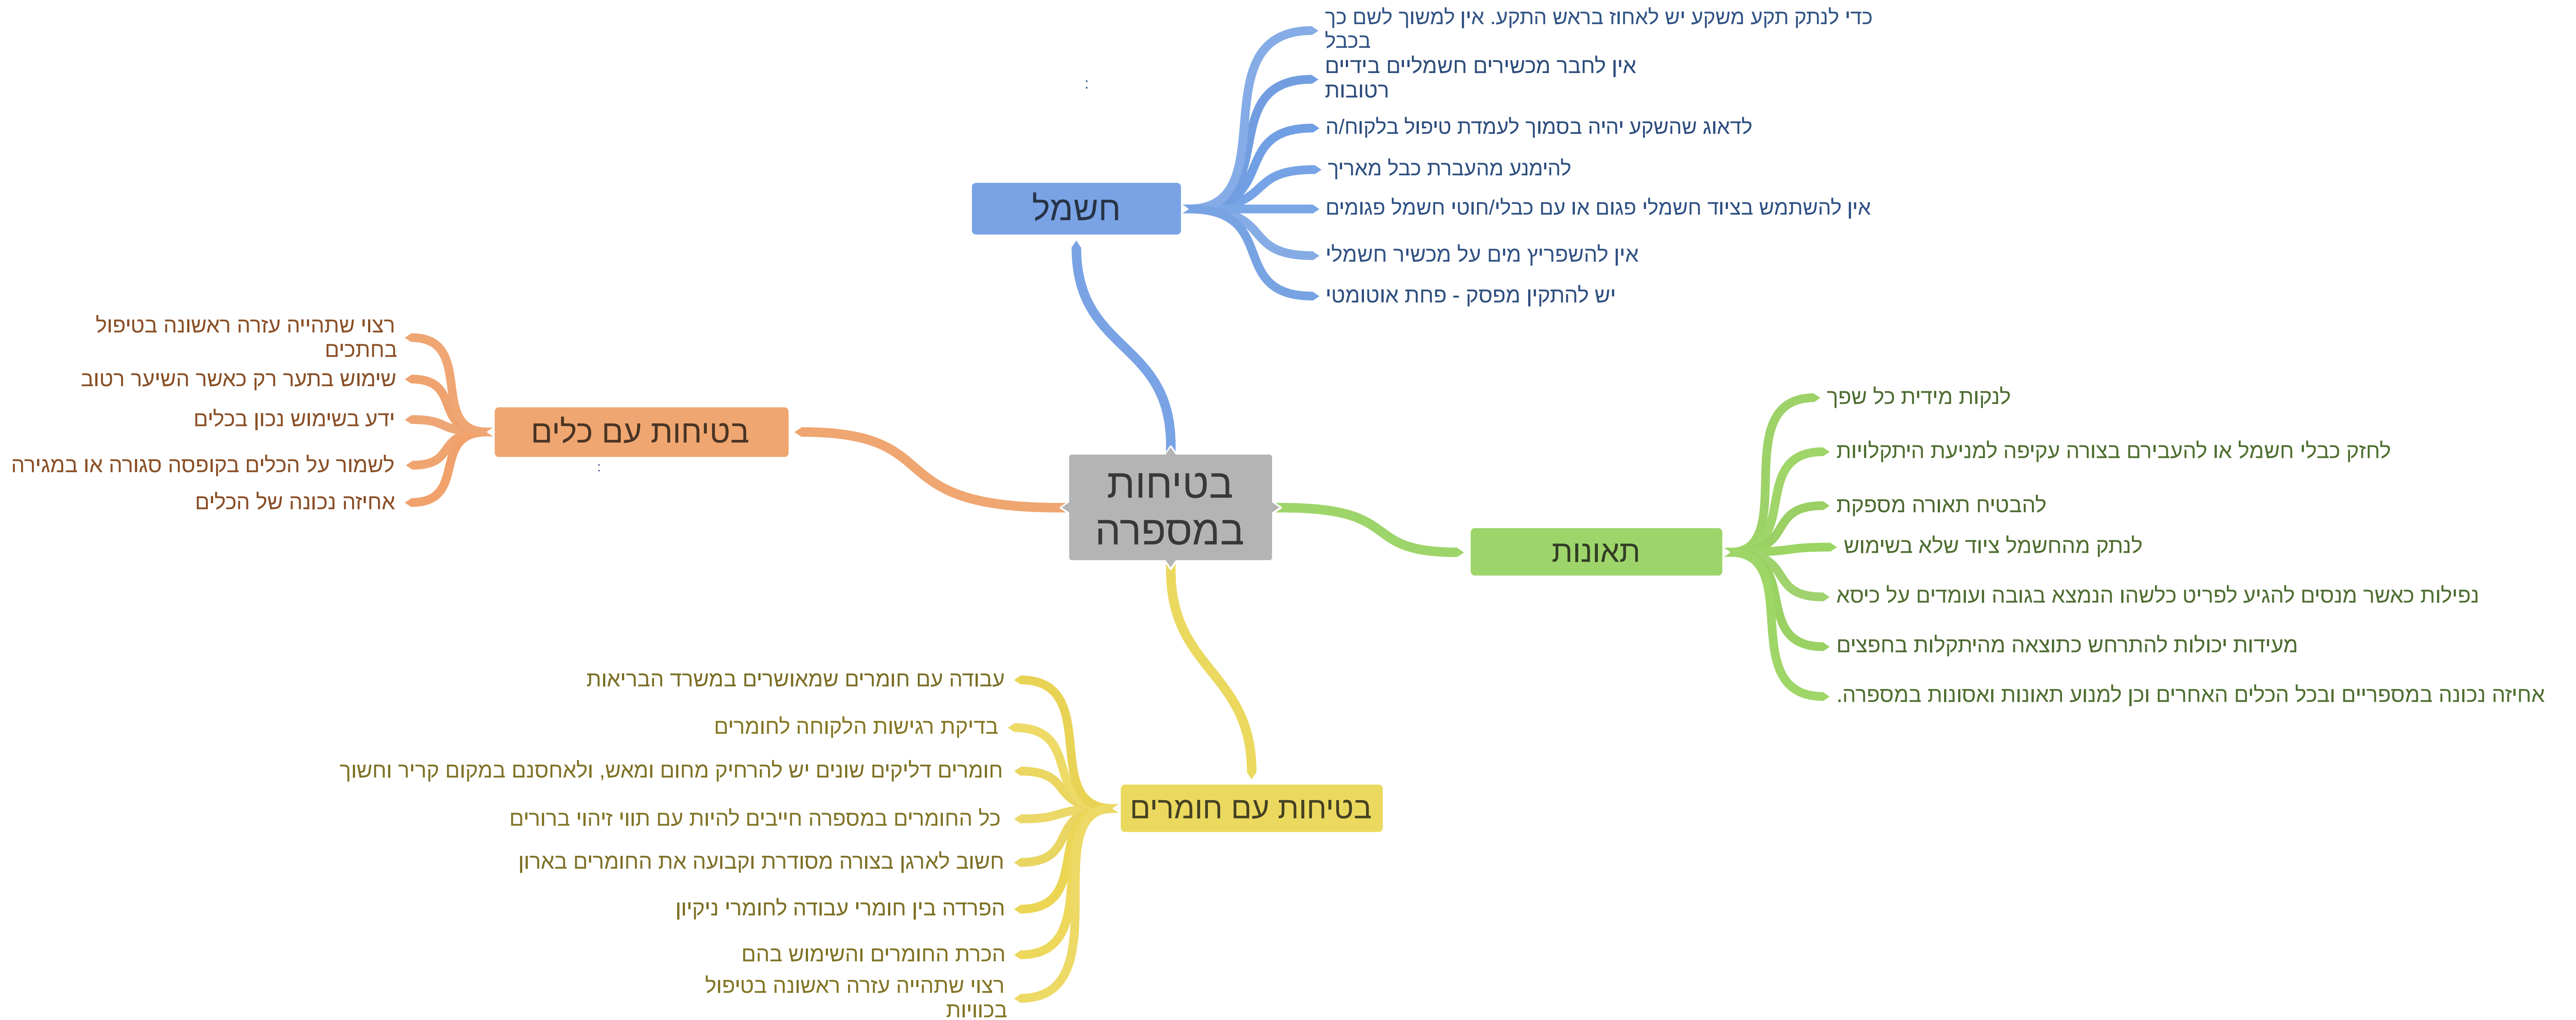 בטיחות
במספרה
חשמל
כדי לנתק תקע משקע יש לאחוז בראש התקע. אין למשוך לשם כך
בכבל
אין לחבר מכשירים חשמליים בידיים
רטובות
לדאוג שהשקע יהיה בסמוך לעמדת טיפול בלקוח/ה
להימנע מהעברת כבל מאריך
אין להשתמש בציוד חשמלי פגום או עם כבלי/חוטי חשמל פגומים
אין להשפריץ מים על מכשיר חשמלי
יש להתקין מפסק - פחת אוטומטי
:
תאונות
לנקות מידית כל שפך
לחזק כבלי חשמל או להעבירם בצורה עקיפה למניעת היתקלויות
להבטיח תאורה מספקת
לנתק מהחשמל ציוד שלא בשימוש
נפילות כאשר מנסים להגיע לפריט כלשהו הנמצא בגובה ועומדים על כיסא
מעידות יכולות להתרחש כתוצאה מהיתקלות בחפצים
אחיזה נכונה במספריים ובכל הכלים האחרים וכן למנוע תאונות ואסונות במספרה.
בטיחות עם חומרים
עבודה עם חומרים שמאושרים במשרד הבריאות
בדיקת רגישות הלקוחה לחומרים
חומרים דליקים שונים יש להרחיק מחום ומאש, ולאחסנם במקום קריר וחשוך
כל החומרים במספרה חייבים להיות עם תווי זיהוי ברורים
חשוב לארגן בצורה מסודרת וקבועה את החומרים בארון
הפרדה בין חומרי עבודה לחומרי ניקיון
הכרת החומרים והשימוש בהם
רצוי שתהייה עזרה ראשונה בטיפול
בכוויות
בטיחות עם כלים
רצוי שתהייה עזרה ראשונה בטיפול
בחתכים
שימוש בתער רק כאשר השיער רטוב
ידע בשימוש נכון בכלים
לשמור על הכלים בקופסה סגורה או במגירה
אחיזה נכונה של הכלים
: